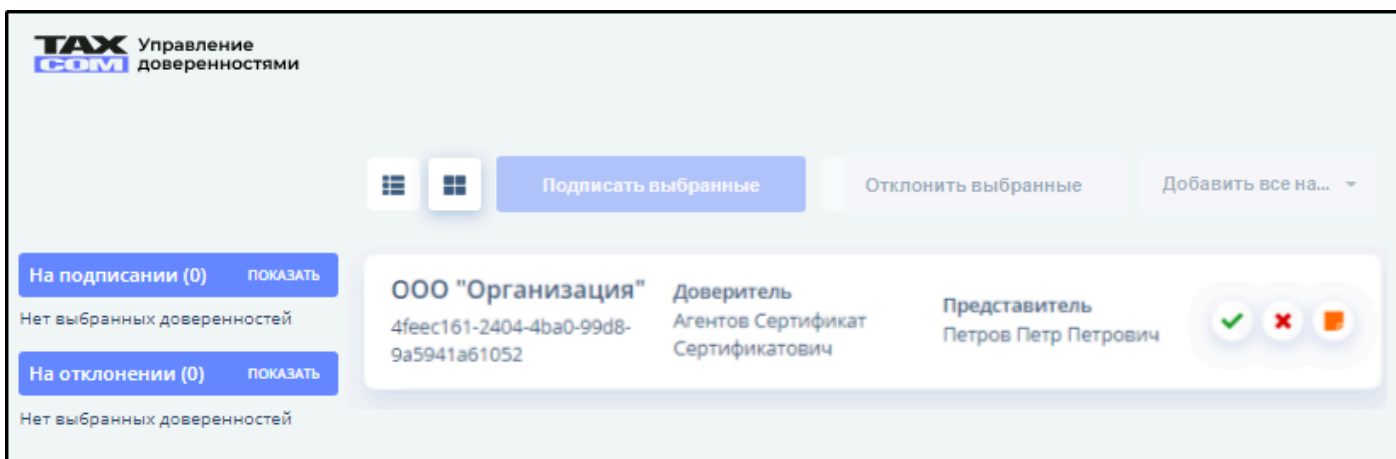 TAXCOM Управление
доверенностями
Подписать выбранные Отклонить выбранные Добавить все на...
На подписании (0) ПОКАЗАТЬ
Нет выбранных доверенностей
На отклонении (0) ПОКАЗАТЬ
Нет выбранных доверенностей
ООО "Организация"
4feec161-2404-4ba0-99d8-
9a5941a61052
Доверитель
Агентов Сертификат
Сертификатович
Представитель
Петров Петр Петрович